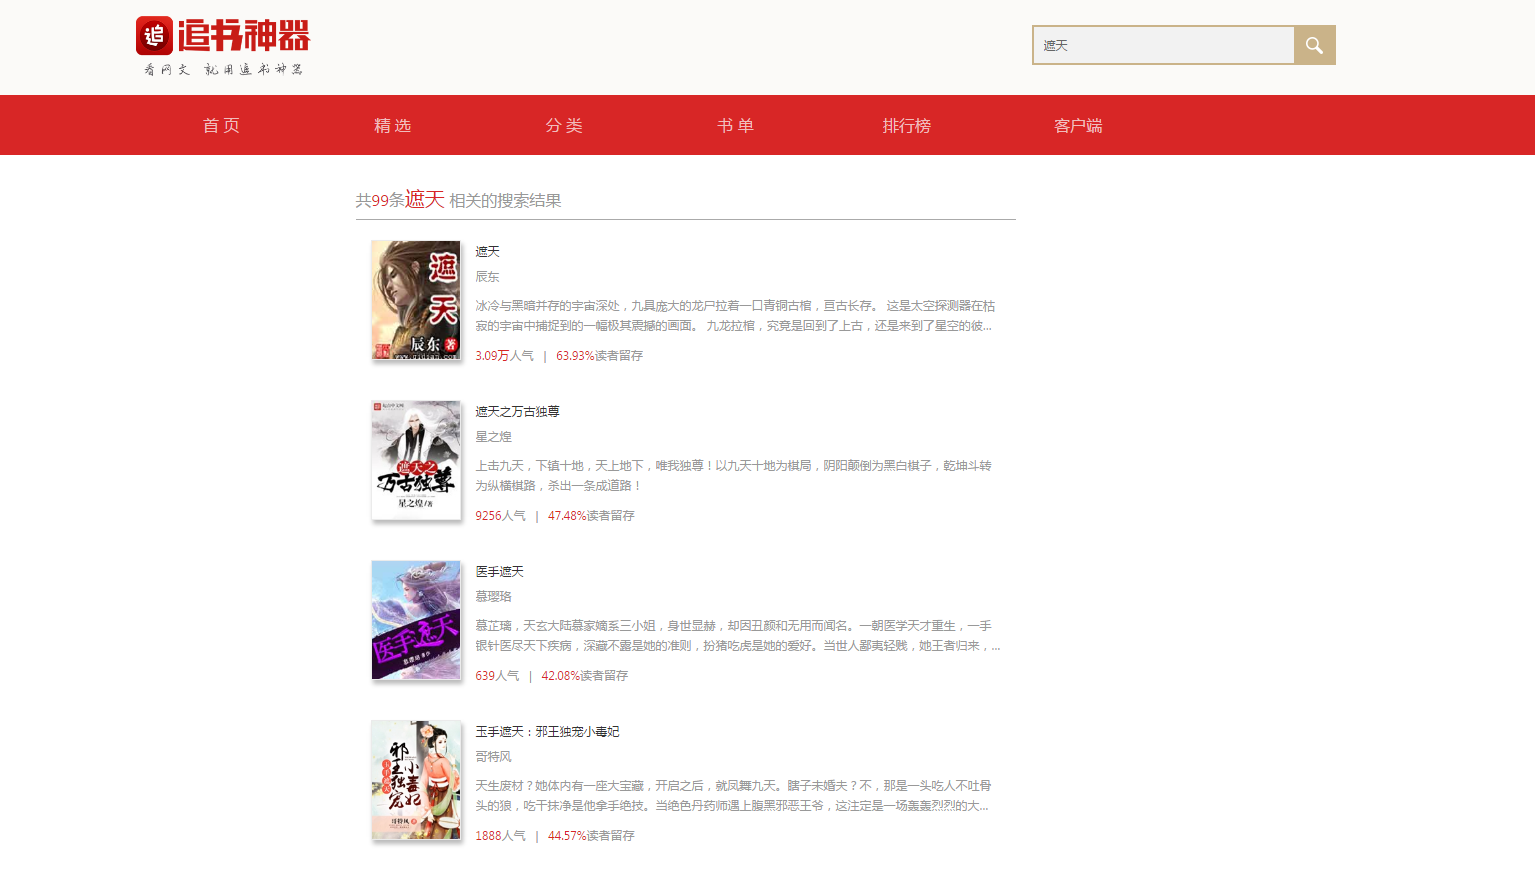 追 追书神器
看网文 就用追书神器
遮天
首 页 精 选 分 类 书 单 排行榜 客户端
共99条遮天 相关的搜索结果
遮天
辰东 著
www.qidian.com
遮天
辰东
冰冷与黑暗并存的宇宙深处，九具庞大的龙尸拉着一口青铜古棺，亘古长存。 这是太空探测器在枯
寂的宇宙中捕捉到的一幅极其震撼的画面。 九龙拉棺，究竟是回到了上古，还是来到了星空的彼...
3.09万人气 | 63.93%读者留存
遮天之
万古独尊
星之煌/著
遮天之万古独尊
星之煌
上击九天，下镇十地，天上地下，唯我独尊！以九天十地为棋局，阴阳颠倒为黑白棋子，乾坤斗转
为纵横棋路，杀出一条成道路！
9256人气 | 47.48%读者留存
医手遮天
医手遮天
慕璎珞
慕芷璃，天玄大陆慕家嫡系三小姐，身世显赫，却因丑颜和无用而闻名。一朝医学天才重生，一手
银针医尽天下疾病，深藏不露是她的准则，扮猪吃虎是她的爱好。当世人鄙夷轻贱，她王者归来，...
639人气 | 42.08%读者留存
玉手遮天
邪王独宠
小毒妃
哥特风
玉手遮天：邪王独宠小毒妃
哥特风
天生废材？她体内有一座大宝藏，开启之后，就凤舞九天。瞎子未婚夫？不，那是一头吃人不吐骨
头的狼，吃干抹净是他拿手绝技。当绝色丹药师遇上腹黑邪恶王爷，这注定是一场轰轰烈烈的大...
1888人气 | 44.57%读者留存